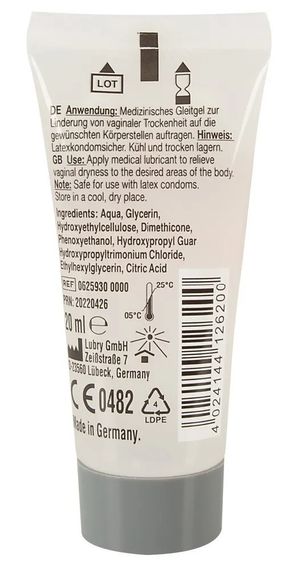 LOT
DE Anwendung: Medizirisches Gleitgel zur
Linderung von vaginaler Trockenheit auf die
gewünschten Körperstellen auftragen. Hinweis:
Latexkondomsicher. Kühl und trocken lagern.
GB Use: Apply medical lubricant to relieve
vaginal dryness to the desired areas of the body.
Note: Safe for use with latex condoms.
Store in a cool, dry place.
Ingredients: Aqua, Glycerin,
Hydroxyethylcellulose, Dimethicone,
Phenoxyethanol, Hydroxypropyl Guar
Hydroxypropyltrimonium Chloride,
Ethylhexylglycerin, Citric Acid
REF 0625930 0000
PRN: 20220426
25°C
05°C
20 ml e
Lubry GmbH
Zeißstraße 7
D-23560 Lübeck, Germany
CE 0482
4
LDPE
Made in Germany.
4024144126200